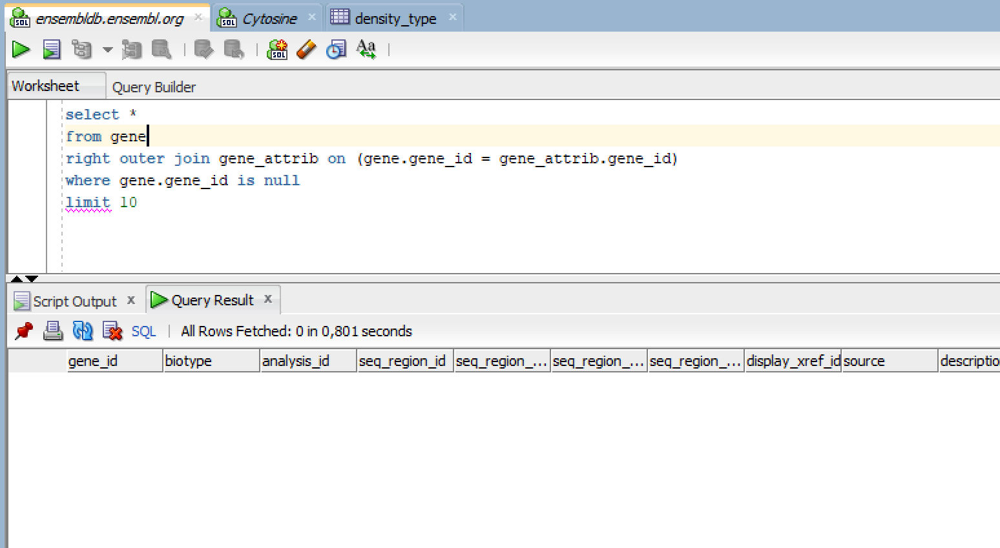 ensembldb.ensembl.org Cytosine density_type
Aa
Worksheet Query Builder
select *
from gene
right outer join gene_attrib on (gene.gene_id = gene_attrib.gene_id)
where gene.gene_id is null
limit 10
Script Output x Query Result x
SQL | All Rows Fetched: 0 in 0,801 seconds
gene_id biotype analysis_id seq_region_id seq_region_... seq_region_... seq_region_... display_xref_id source descriptio